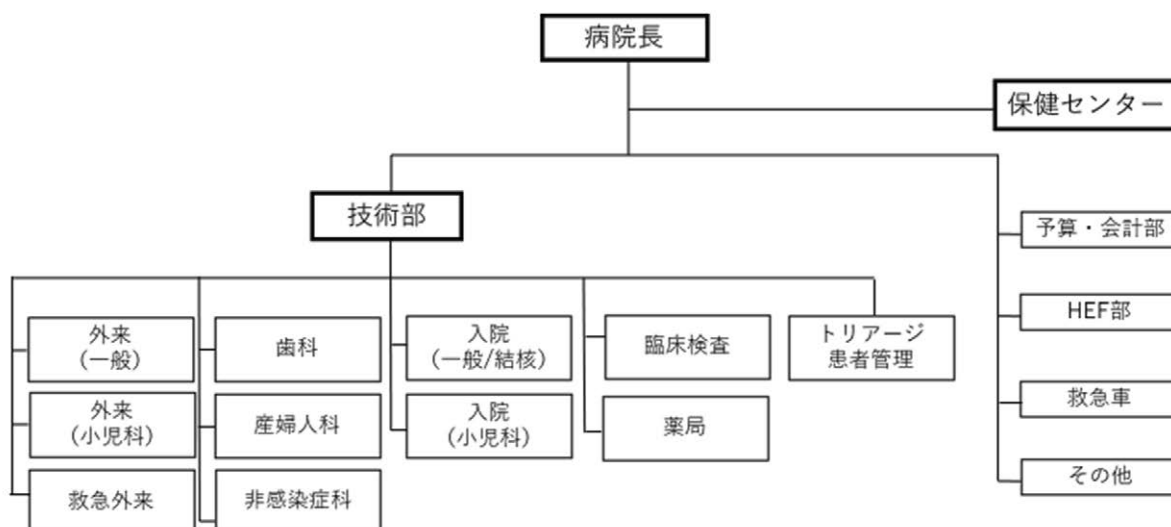 病院長
保健センター
技術部
予算・会計部
HEF部
救急車
その他
外来
(一般)
歯科
入院
(一般/結核)
臨床検査
トリアージ
患者管理
外来
(小児科)
産婦人科
入院
(小児科)
薬局
救急外来
非感染症科